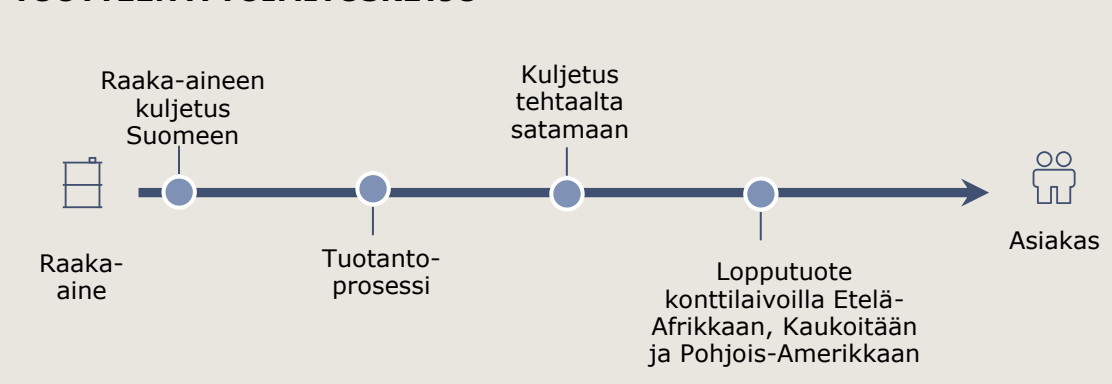 Raaka-aineen
kuljetus
Suomeen
Kuljetus
tehtaalta
satamaan
Raaka-
aine
Tuotanto-
prosessi
Lopputuote
konttilaivoilla Etelä-
Afrikkaan, Kaukoitään
ja Pohjois-Amerikkaan
Asiakas